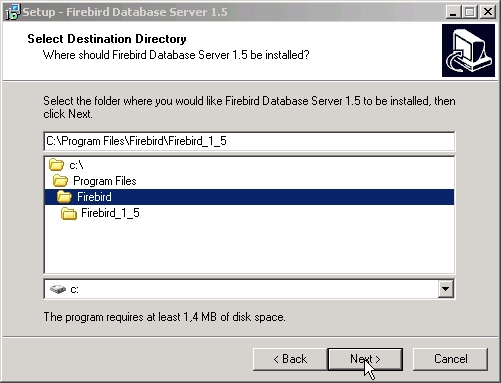 Setup - Firebird Database Server 1.5
Select Destination Directory
Where should Firebird Database Server 1.5 be installed?
Select the folder where you would like Firebird Database Server 1.5 to be installed, then
click Next.
C:\Program Files\Firebird\Firebird_1_5
c:\
Program Files
Firebird
Firebird_1_5
c:
The program requires at least 1,4 MB of disk space.
< Back
Next >
Cancel